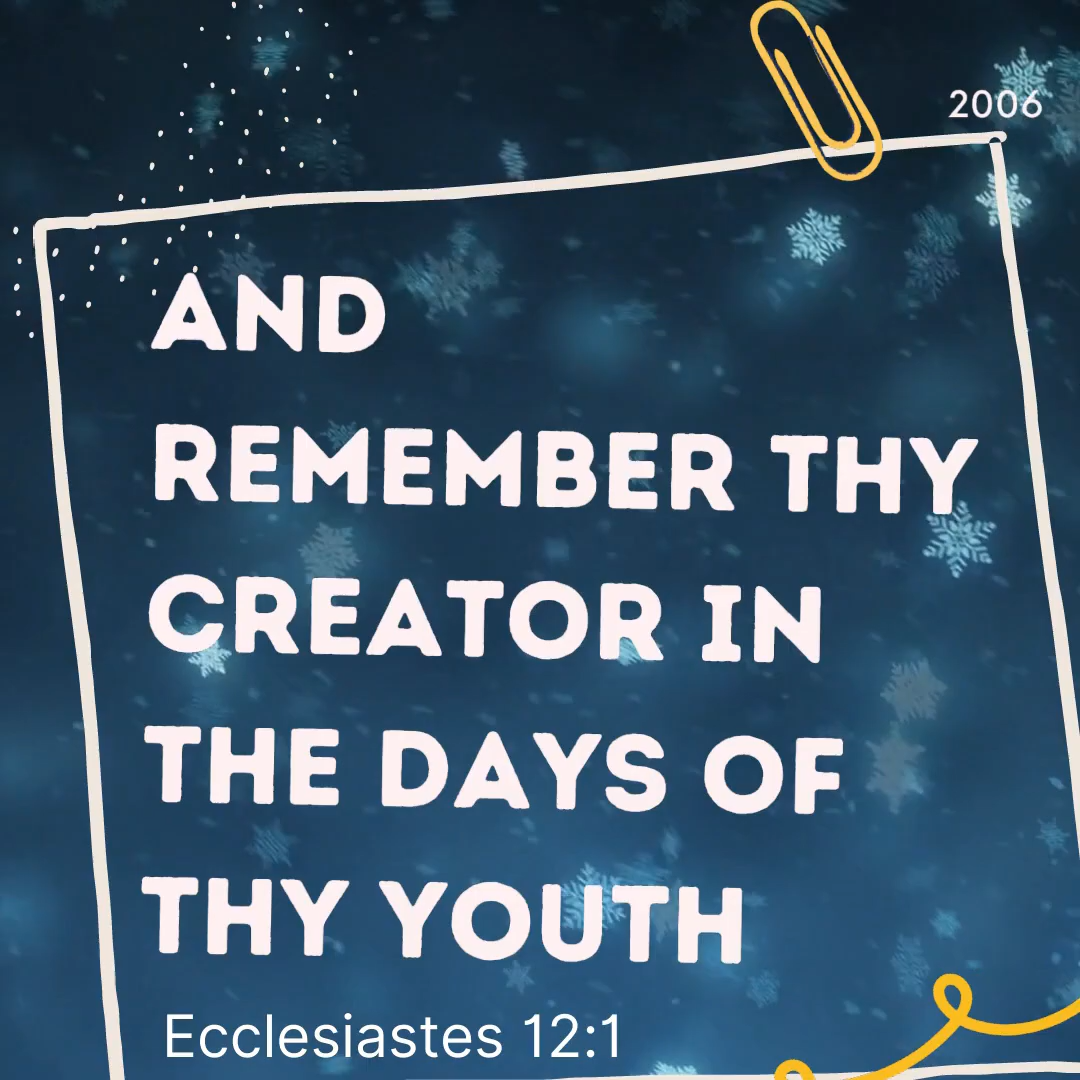 2006
AND
REMEMBER THY
CREATOR IN
THE DAYS OF
THY YOUTH
Ecclesiastes 12:1